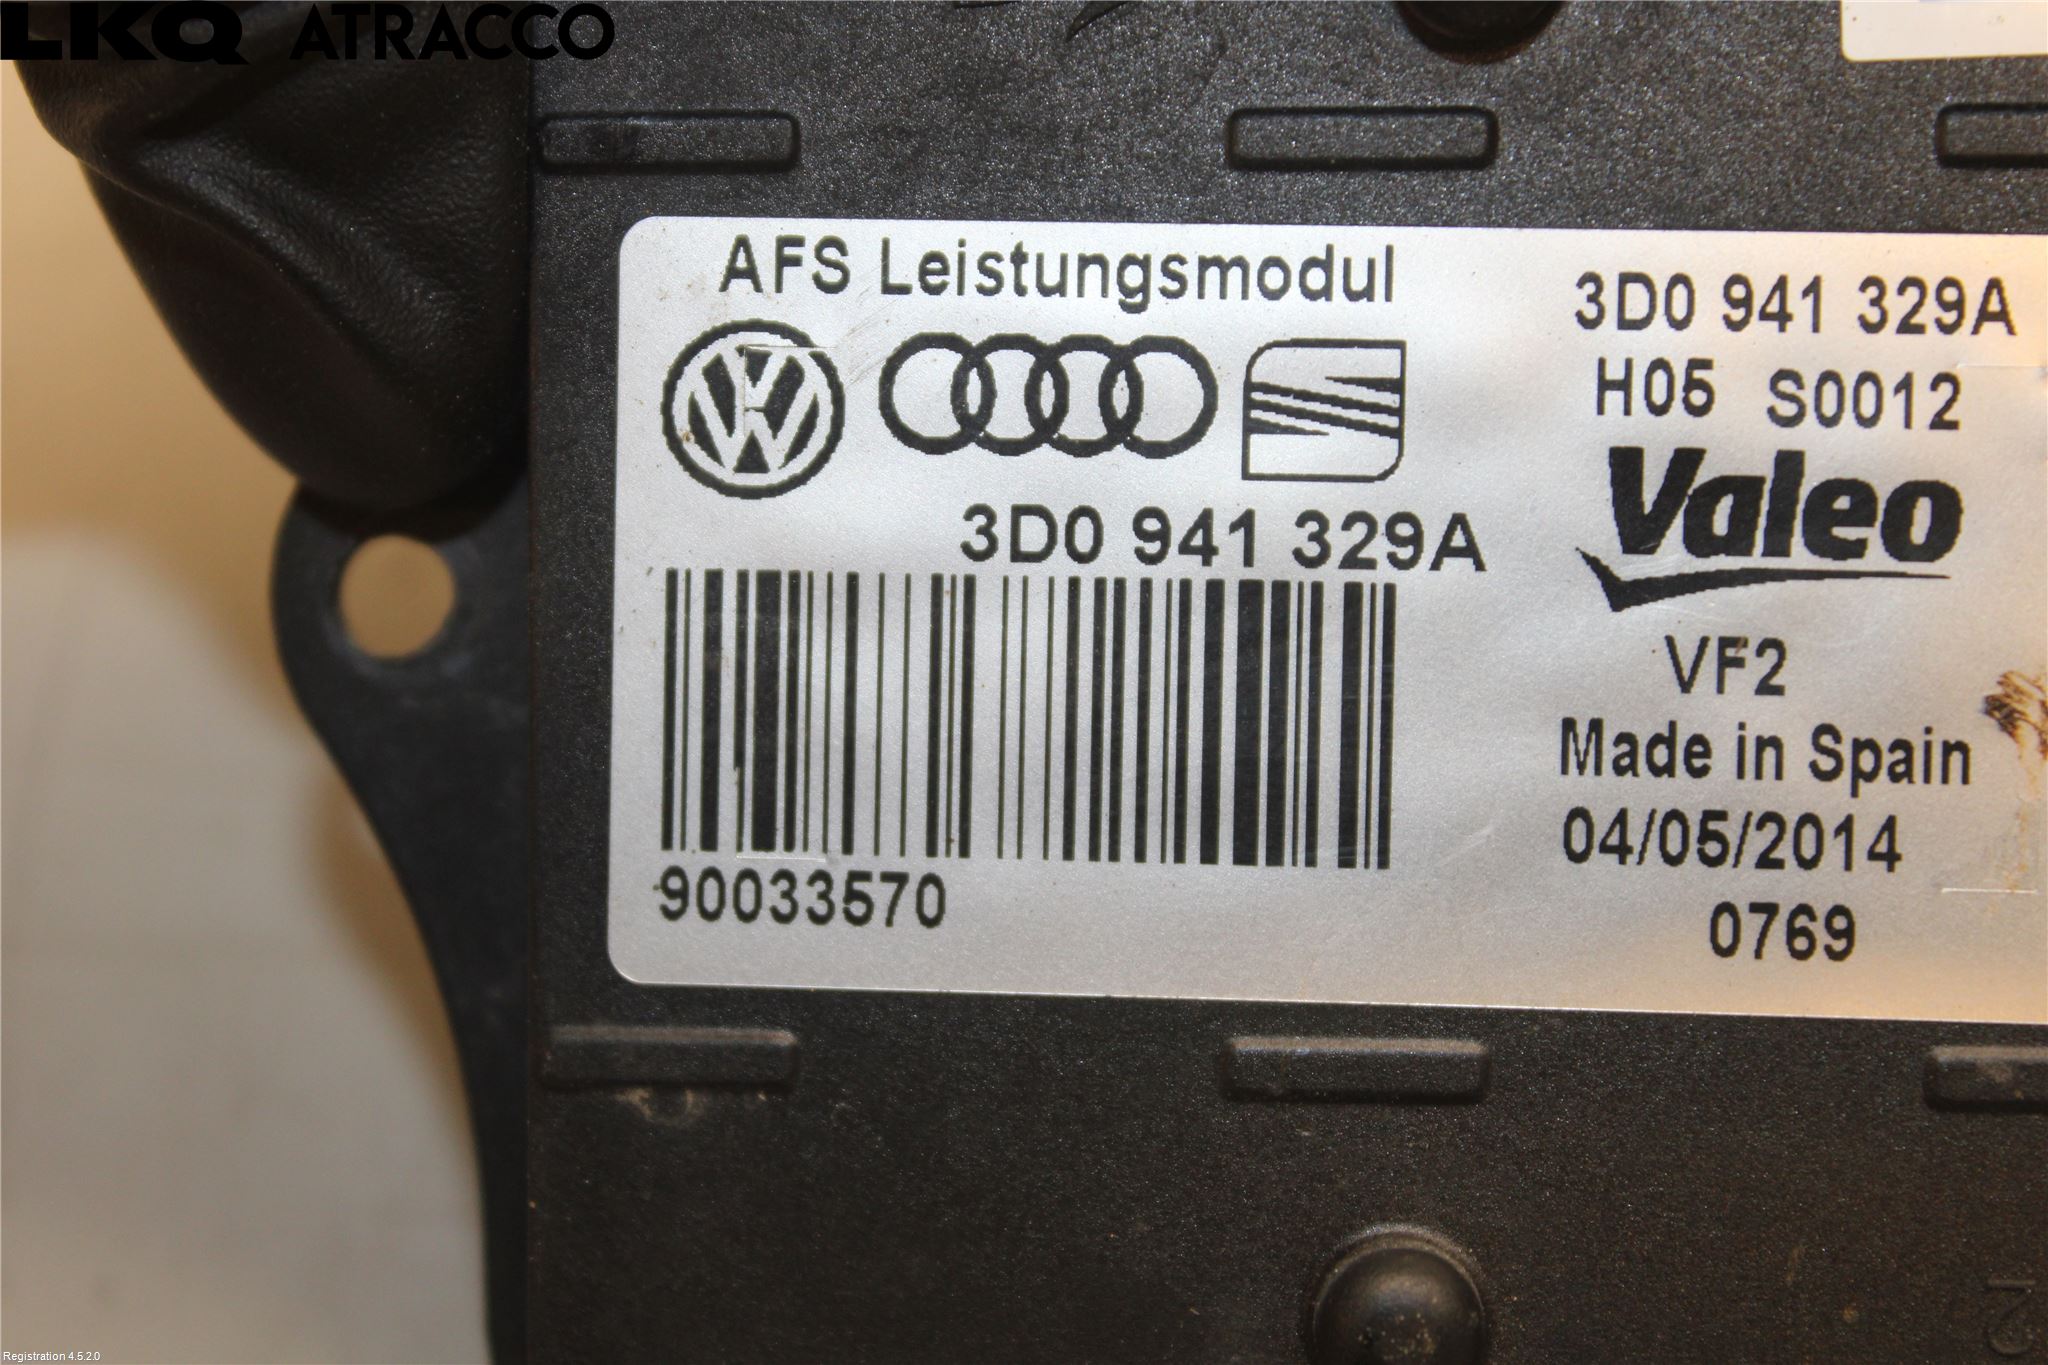 LKQ ATRACCO
AFS Leistungsmodul
3D0 941 329A
90033570
3D0 941 329A
H05 S0012
Valeo
VF2
Made in Spain
04/05/2014
0769
Registration 4.5.2.0